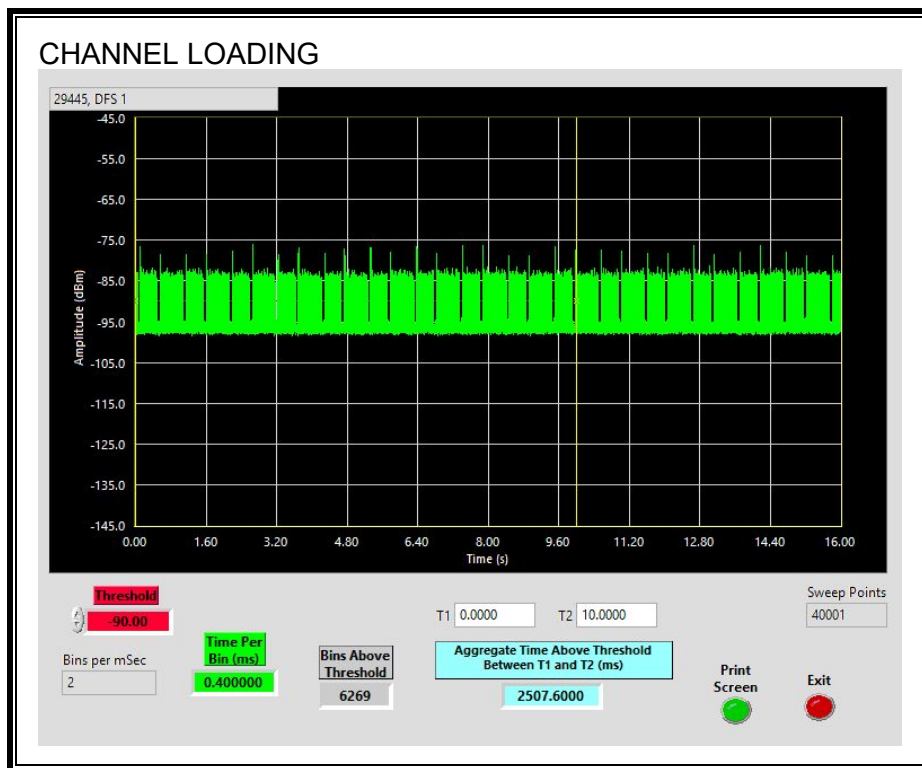 CHANNEL LOADING
29445, DFS 1
-45.0
-55.0
-65.0
-75.0
-85.0
-95.0
-105.0
-115.0
-125.0
-135.0
-145.0
Amplitude (dBm)
0.00 1.60 3.20 4.80 6.40 8.00 9.60 11.20 12.80 14.40 16.00
Time (s)
Threshold
-90.00
Bins per mSec
2
Time Per
Bin (ms)
0.400000
Bins Above
Threshold
6269
T1 0.0000 T2 10.0000
Aggregate Time Above Threshold
Between T1 and T2 (ms)
2507.6000
Sweep Points
40001
Print
Screen
Exit